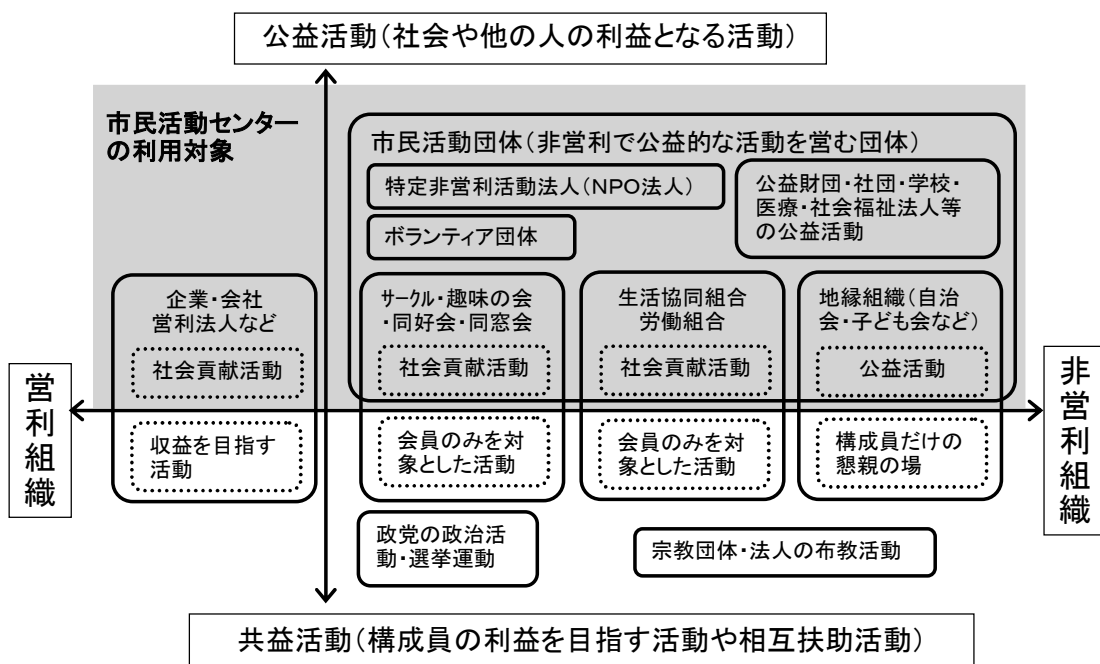 公益活動(社会や他の人の利益となる活動)
市民活動センター
の利用対象
市民活動団体(非営利で公益的な活動を営む団体)
特定非営利活動法人(NPO法人)
公益財団・社団・学校・
医療・社会福祉法人等
の公益活動
ボランティア団体
企業・会社
営利法人など
社会貢献活動
サークル・趣味の会
・同好会・同窓会
社会貢献活動
生活協同組合
労働組合
社会貢献活動
地縁組織(自治
会・子ども会など)
公益活動
営利組織
非営利組織
収益を目指す
活動
会員のみを対
象とした活動
会員のみを対
象とした活動
構成員だけの
懇親の場
政党の政治活
動・選挙運動
宗教団体・法人の布教活動
共益活動(構成員の利益を目指す活動や相互扶助活動)